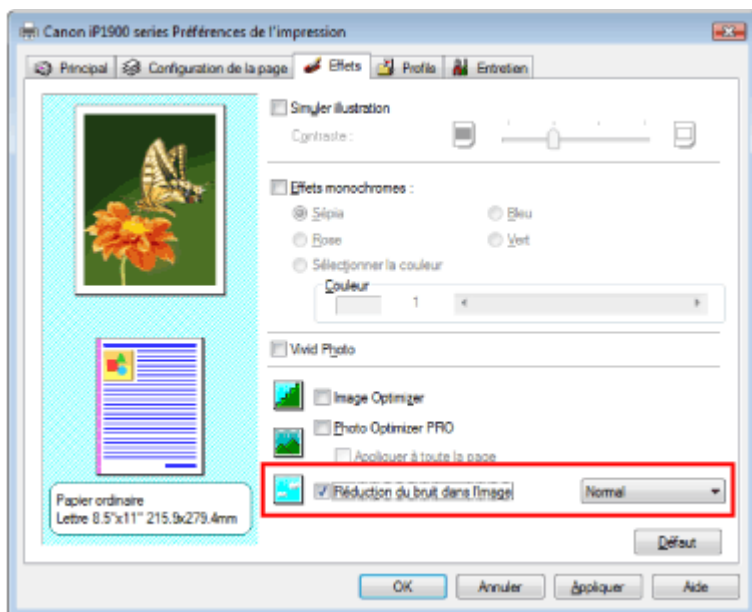 Canon iP1900 series Préférences de l'impression
Principal Configuration de la page Effets Profils Entretien
Simuler illustration
Contraste :
Effets monochromes :
Sépia Bleu
Rose Vert
Sélectionner la couleur
Couleur
1
Vivid Photo
Image Optimizer
Photo Optimizer PRO
Appliquer à toute la page
Réduction du bruit dans l'image Normal
Papier ordinaire
Lettre 8.5"x11" 215.9x279.4mm
Défaut
OK Annuler Appliquer Aide